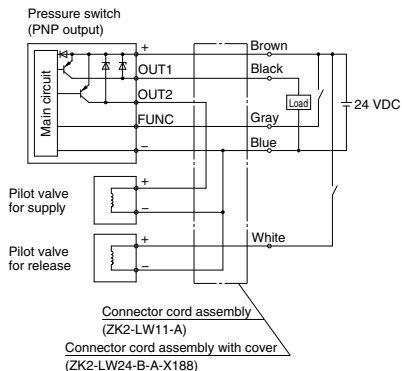 Pressure switch
(PNP output)
Main circuit
+
OUT1
OUT2
FUNC
–
Brown
Black
Gray
Blue
White
Load
24 VDC
Pilot valve
for supply
+
–
Pilot valve
for release
+
–
Connector cord assembly
(ZK2-LW11-A)
Connector cord assembly with cover
(ZK2-LW24-B-A-X188)